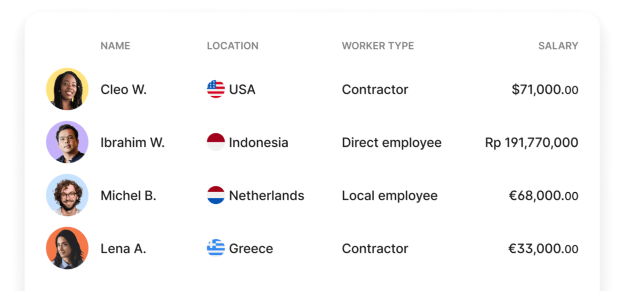 NAME LOCATION WORKER TYPE SALARY
Cleo W. USA Contractor $71,000.00
Ibrahim W. Indonesia Direct employee Rp 191,770,000
Michel B. Netherlands Local employee €68,000.00
Lena A. Greece Contractor €33,000.00